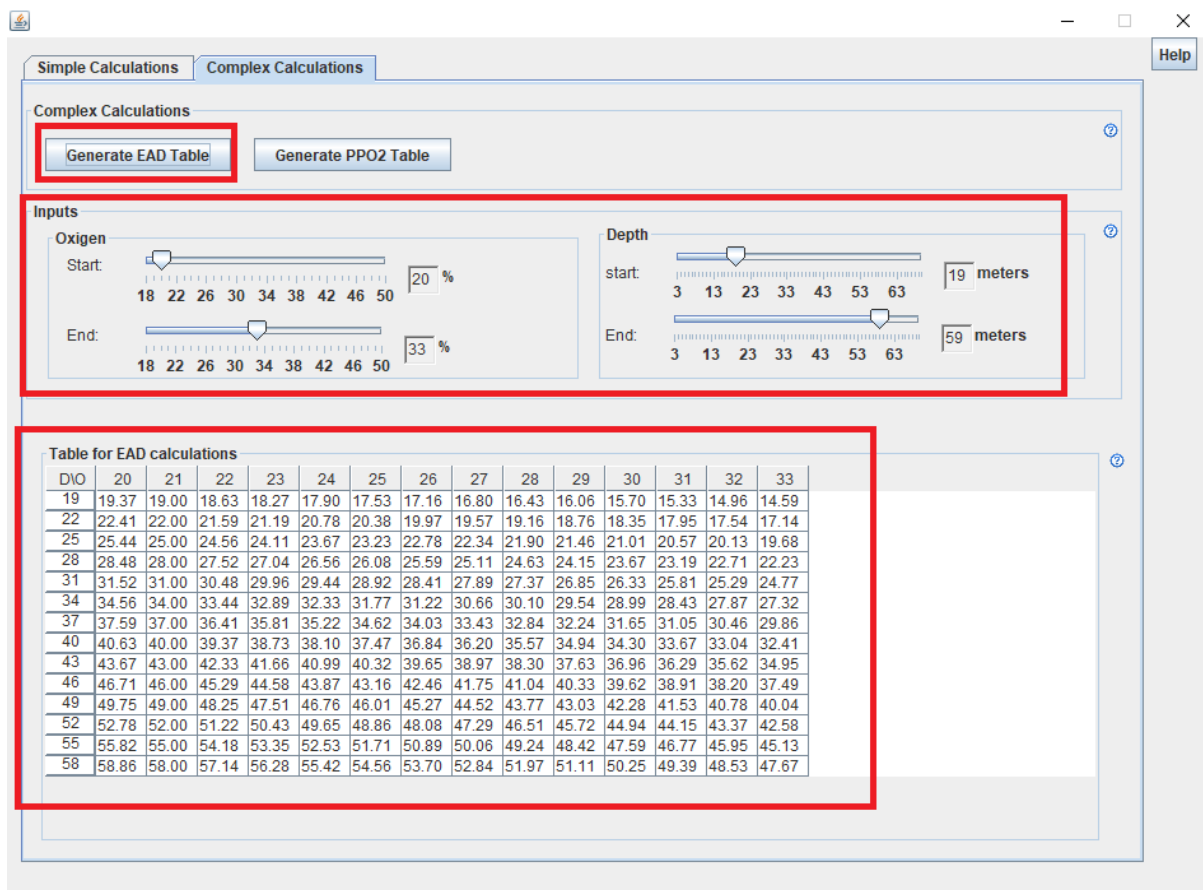 Help
Simple Calculations Complex Calculations
Complex Calculations
Generate EAD Table Generate PPO2 Table
Inputs
Oxigen
Start:
20 %
18 22 26 30 34 38 42 46 50
End:
33 %
18 22 26 30 34 38 42 46 50
Depth
start:
19 meters
3 13 23 33 43 53 63
End:
59 meters
3 13 23 33 43 53 63
Table for EAD calculations
D\O 20 21 22 23 24 25 26 27 28 29 30 31 32 33
19 19.37 19.00 18.63 18.27 17.90 17.53 17.16 16.80 16.43 16.06 15.70 15.33 14.96 14.59
22 22.41 22.00 21.59 21.19 20.78 20.38 19.97 19.57 19.16 18.76 18.35 17.95 17.54 17.14
25 25.44 25.00 24.56 24.11 23.67 23.23 22.78 22.34 21.90 21.46 21.01 20.57 20.13 19.68
28 28.48 28.00 27.52 27.04 26.56 26.08 25.59 25.11 24.63 24.15 23.67 23.19 22.71 22.23
31 31.52 31.00 30.48 29.96 29.44 28.92 28.41 27.89 27.37 26.85 26.33 25.81 25.29 24.77
34 34.56 34.00 33.44 32.89 32.33 31.77 31.22 30.66 30.10 29.54 28.99 28.43 27.87 27.32
37 37.59 37.00 36.41 35.81 35.22 34.62 34.03 33.43 32.84 32.24 31.65 31.05 30.46 29.86
40 40.63 40.00 39.37 38.73 38.10 37.47 36.84 36.20 35.57 34.94 34.30 33.67 33.04 32.41
43 43.67 43.00 42.33 41.66 40.99 40.32 39.65 38.97 38.30 37.63 36.96 36.29 35.62 34.95
46 46.71 46.00 45.29 44.58 43.87 43.16 42.46 41.75 41.04 40.33 39.62 38.91 38.20 37.49
49 49.75 49.00 48.25 47.51 46.76 46.01 45.27 44.52 43.77 43.03 42.28 41.53 40.78 40.04
52 52.78 52.00 51.22 50.43 49.65 48.86 48.08 47.29 46.51 45.72 44.94 44.15 43.37 42.58
55 55.82 55.00 54.18 53.35 52.53 51.71 50.89 50.06 49.24 48.42 47.59 46.77 45.95 45.13
58 58.86 58.00 57.14 56.28 55.42 54.56 53.70 52.84 51.97 51.11 50.25 49.39 48.53 47.67